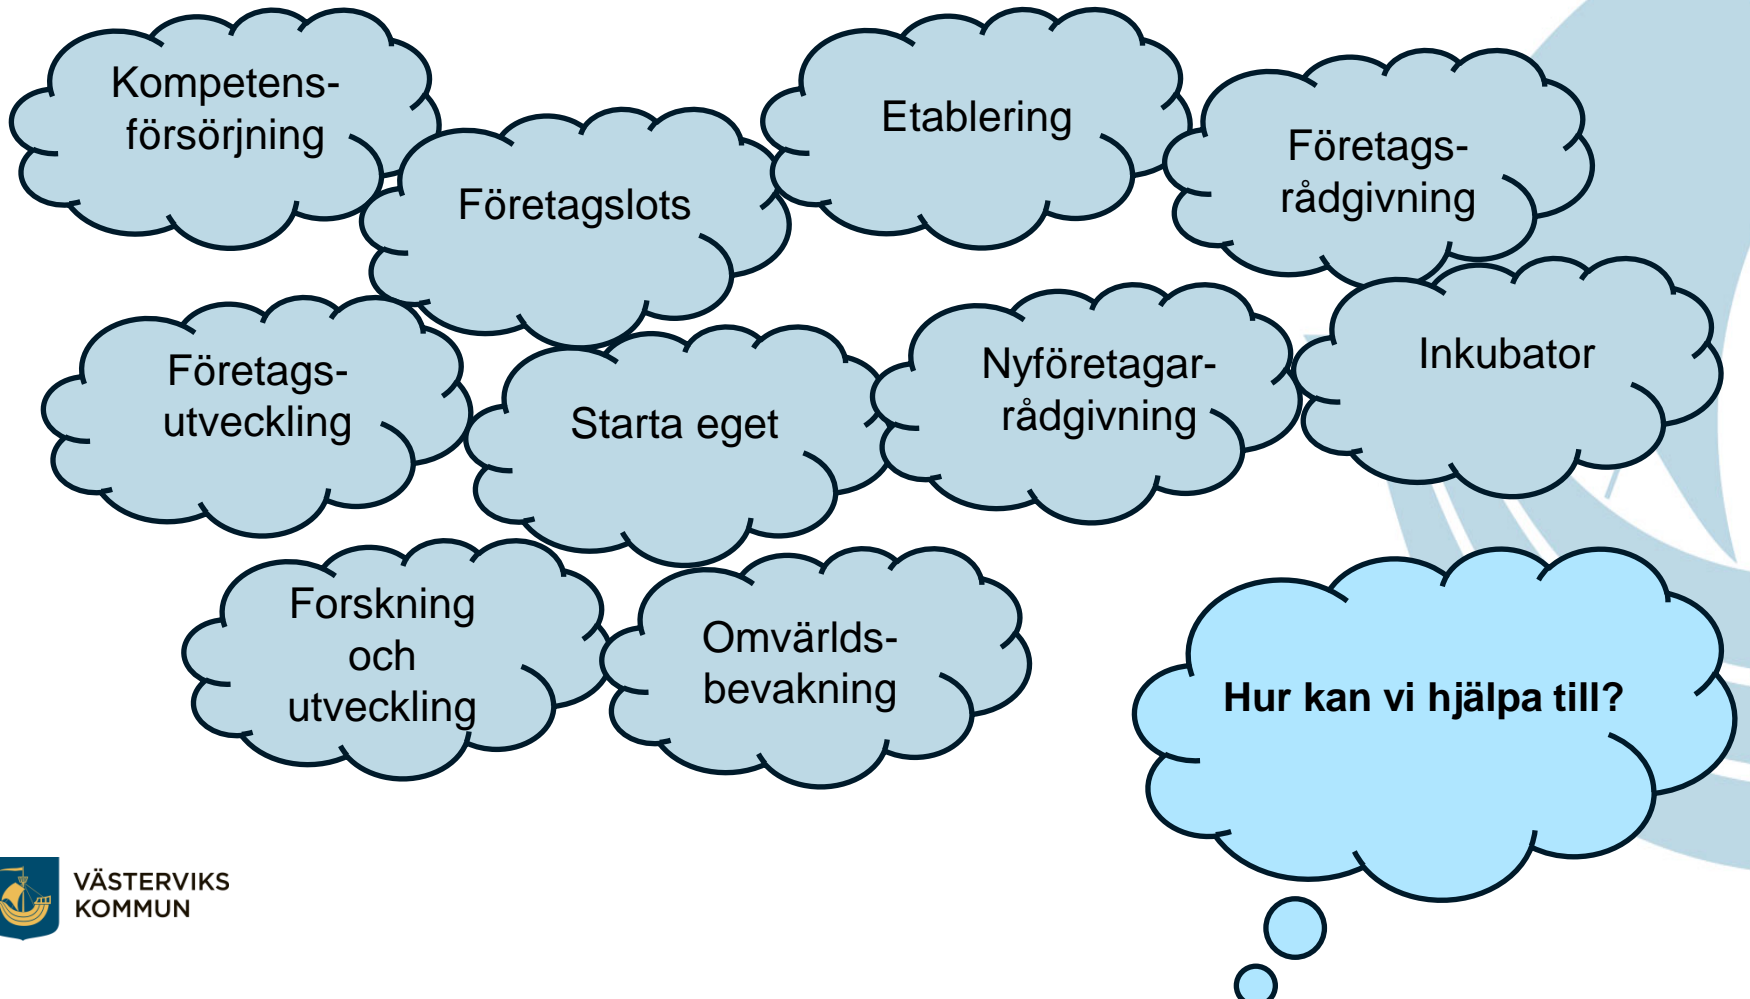 Kompetens-
försörjning
Etablering
Företags-
rådgivning
Företagslots
Företags-
utveckling
Starta eget
Nyföretagar-
rådgivning
Inkubator
Forskning
och
utveckling
Omvärlds-
bevakning
Hur kan vi hjälpa till?
VÄSTERVIKS
KOMMUN